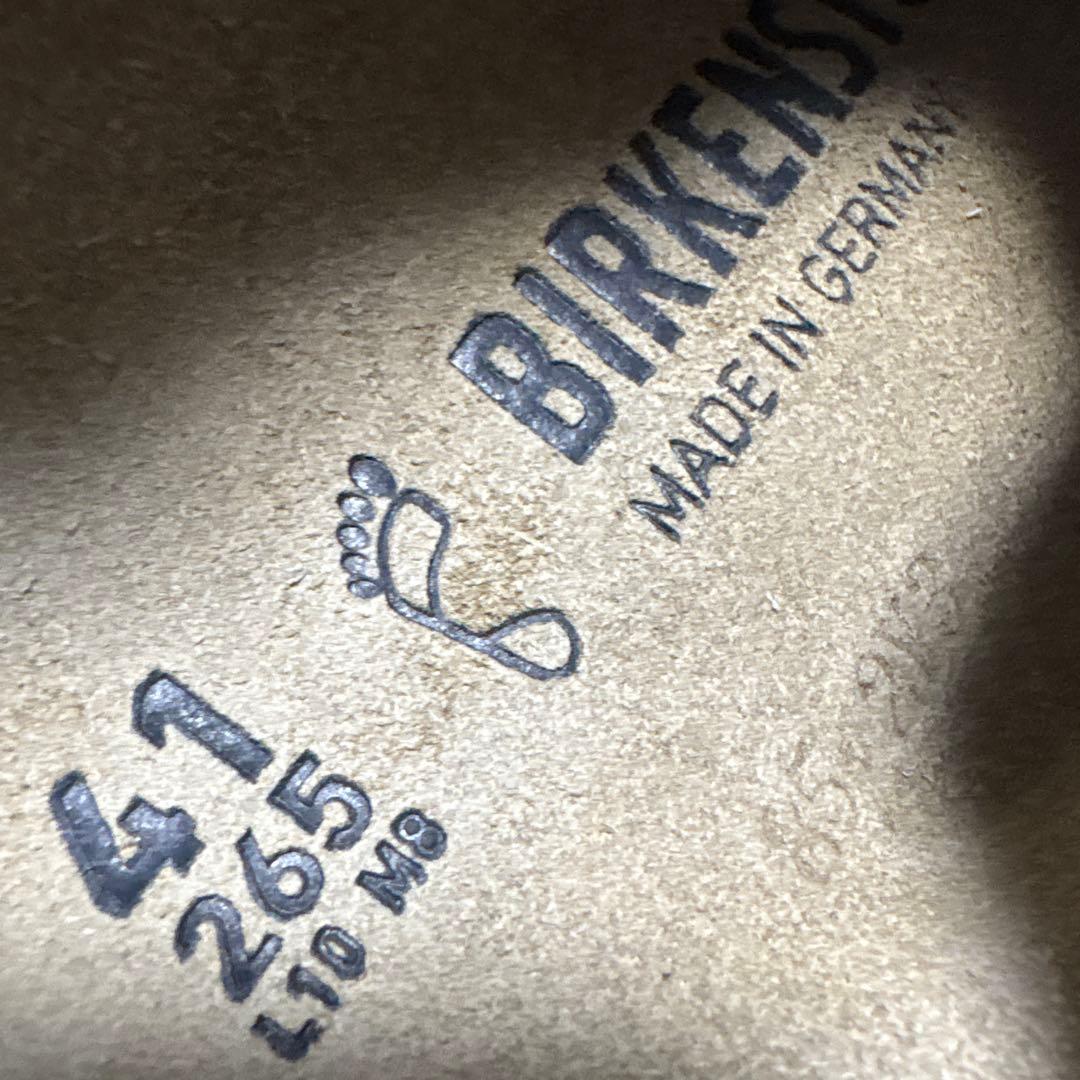 BIRKENST
MADE IN GERMANY
41
265
L10 M8